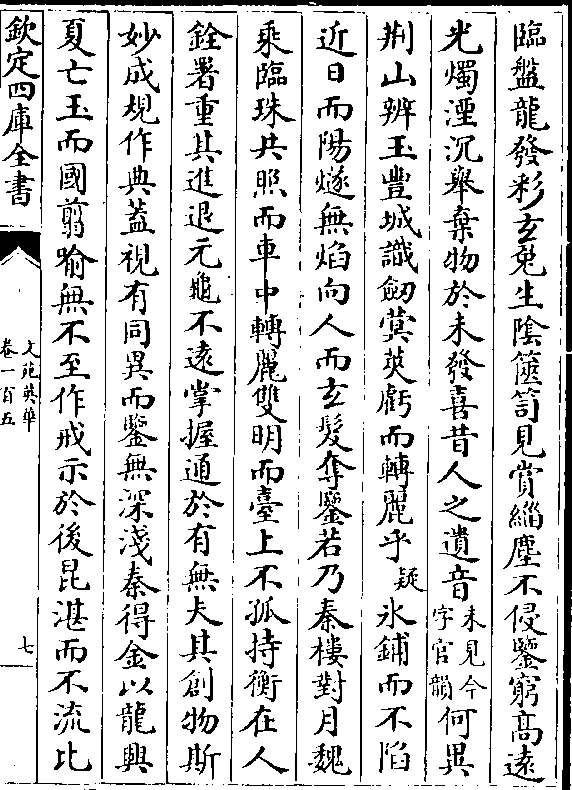 臨盤龍發彩玄兔生陰篋笥見賞緇塵不侵鑒窮高遠
光燭湮沉舉棄物於未發喜昔人之遺音未見今字官韻何異
荆山辨玉豐城識劒蓂莢虧而轉麗乎疑氷鋪而不陷
近日而陽燧無焰向人而玄髮奪鑒若乃秦樓對月魏
乘臨珠共照而車中轉麗雙明而臺上不孤持衡在人
銓署重其進退元龜不遠掌握通於有無夫其創物斯
妙成規作典蓋視有同異而鑒無深淺秦得金以龍興
夏亡玉而國翦喻無不至作戒示於後昆湛而不流比
欽定四庫全書
文苑英華
卷一百五
七